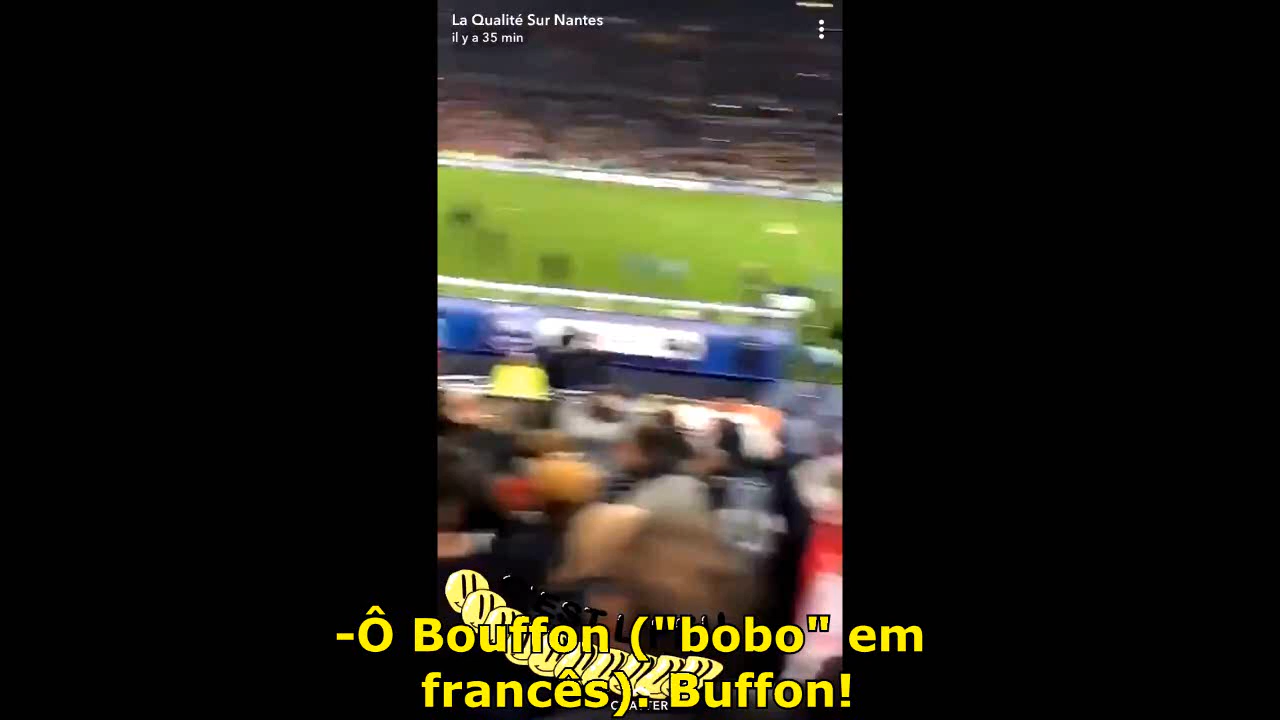 La Qualité Sur Nantes
il y a 35 min
-Ô Bouffon ("bobo" em
francês). Buffon!